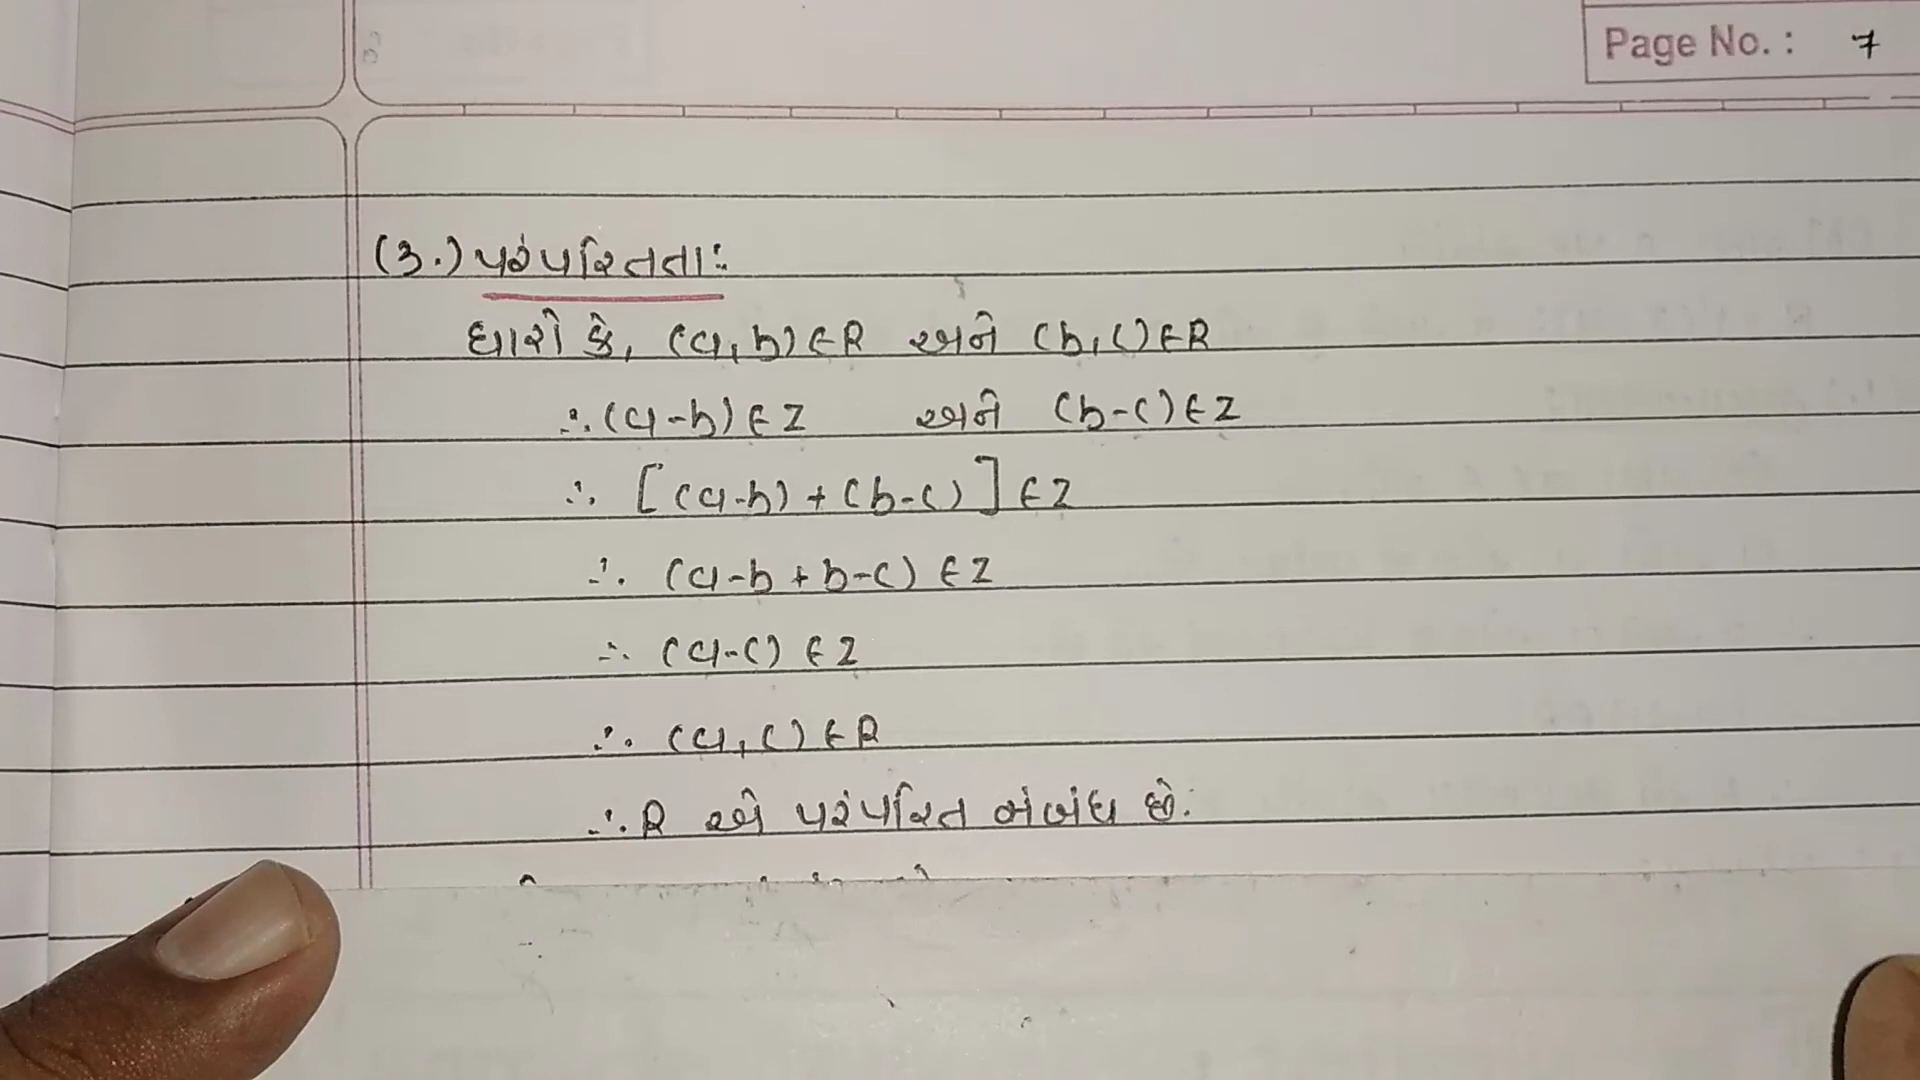 Page No. : 7
(3.) પરંપરિતતા:
ધારો કે, (a, b) ∈ R અને (b, c) ∈ R
∴ (a-b) ∈ Z અને (b-c) ∈ Z
∴ [(a-b) + (b-c)] ∈ Z
∴ (a-b+b-c) ∈ Z
∴ (a-c) ∈ Z
∴ (a, c) ∈ R
∴ R એ પરંપરિત સંબંધ છે.